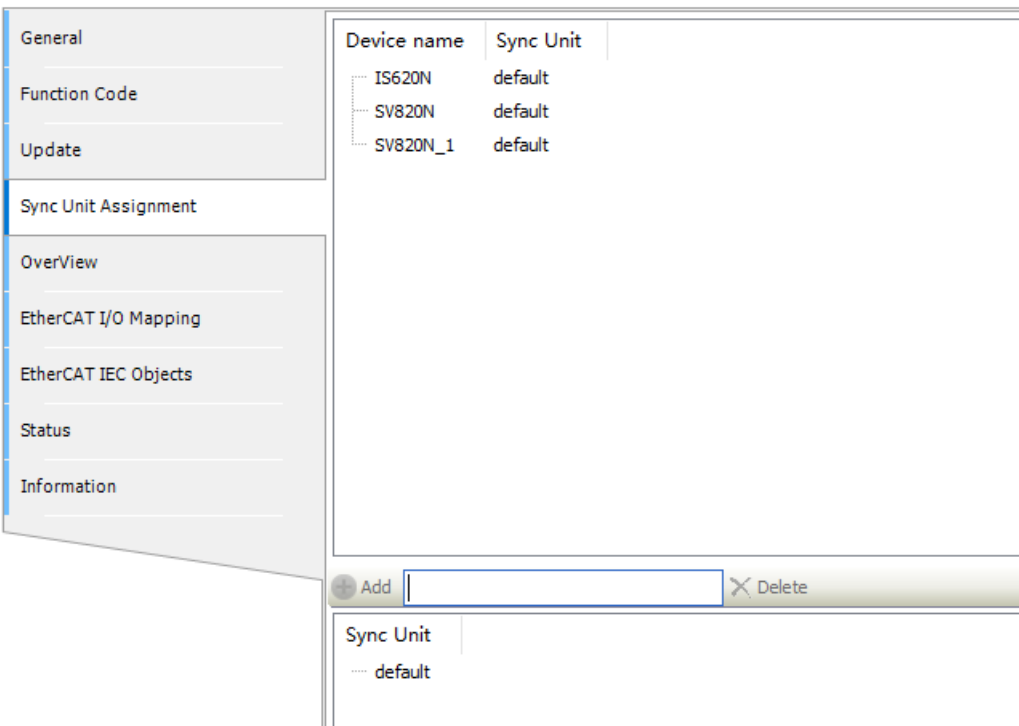 General
Function Code
Update
Sync Unit Assignment
OverView
EtherCAT I/O Mapping
EtherCAT IEC Objects
Status
Information
Device name Sync Unit
IS620N default
SV820N default
SV820N_1 default
Add Delete
Sync Unit
default